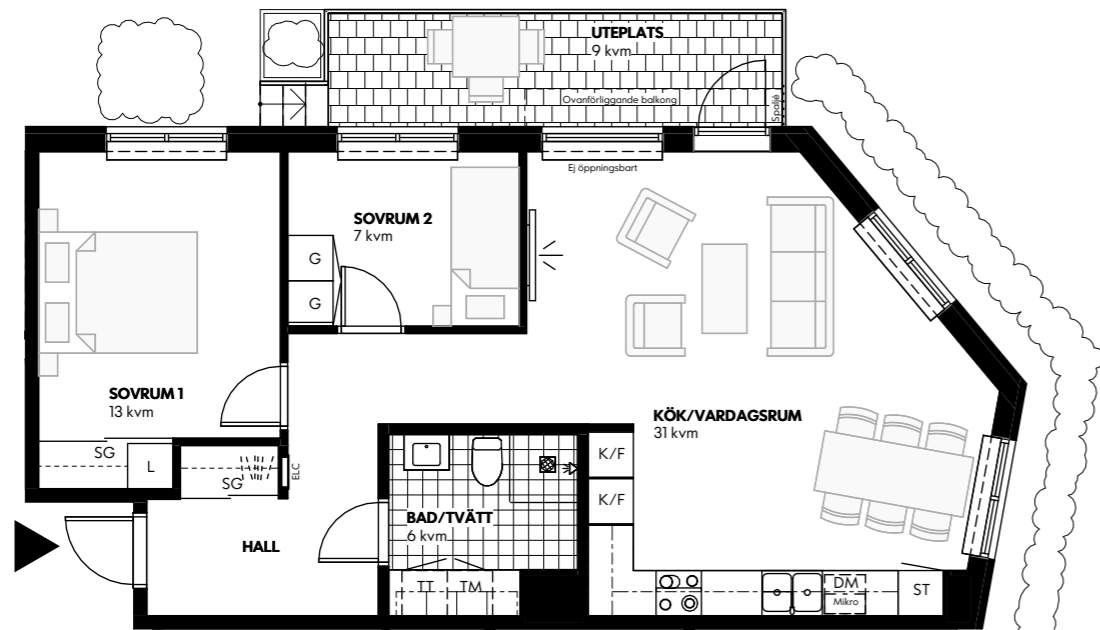 UTEPLATS
9 kvm
Ovanförliggande balkong
Spaljé
Ej öppningsbart
SOVRUM 2
7 kvm
G
G
SOVRUM 1
13 kvm
KÖK/VARDAGSRUM
31 kvm
SG
L
SG
ELC
K/F
K/F
BAD/TVÄTT
6 kvm
HALL
TT
TM
DM
Mikro
ST